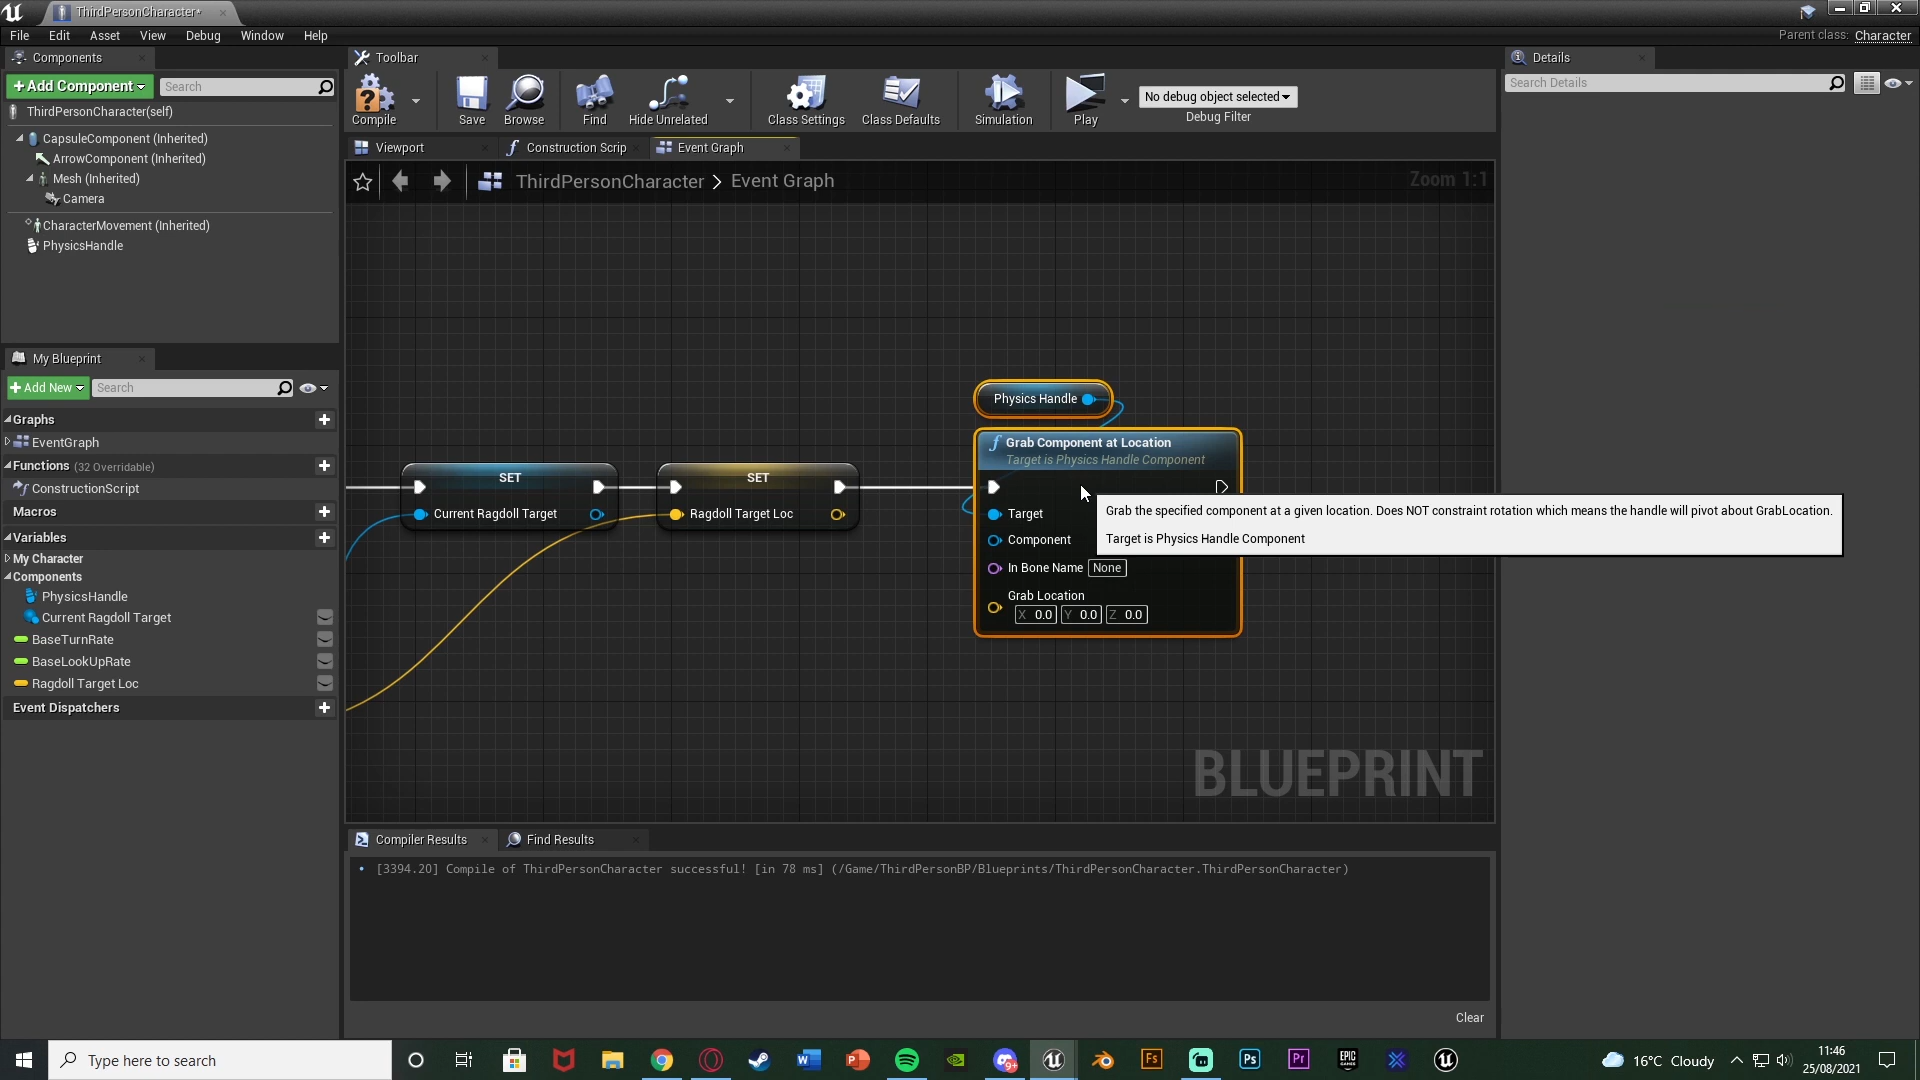 ThirdPersonCharacter*
File Edit Asset View Debug Window Help
Parent class: Character
Components
+ Add Component
Search
ThirdPersonCharacter(self)
CapsuleComponent (Inherited)
ArrowComponent (Inherited)
Mesh (Inherited)
Camera
CharacterMovement (Inherited)
PhysicsHandle
My Blueprint
+ Add New
Search
Graphs
EventGraph
Functions (32 Overridable)
ConstructionScript
Macros
Variables
My Character
Components
PhysicsHandle
Current Ragdoll Target
BaseTurnRate
BaseLookUpRate
Ragdoll Target Loc
Event Dispatchers
Toolbar
Compile
Save
Browse
Find
Hide Unrelated
Class Settings
Class Defaults
Simulation
Play
No debug object selected
Debug Filter
Viewport
Construction Scrip
Event Graph
ThirdPersonCharacter > Event Graph
Zoom 1:1
SET
Current Ragdoll Target
SET
Ragdoll Target Loc
Physics Handle
Grab Component at Location
Target is Physics Handle Component
Target
Component
In Bone Name None
Grab Location
X 0.0 Y 0.0 Z 0.0
Grab the specified component at a given location. Does NOT constraint rotation which means the handle will pivot about GrabLocation.
Target is Physics Handle Component
BLUEPRINT
Compiler Results
Find Results
[3394.20] Compile of ThirdPersonCharacter successful! [in 78 ms] (/Game/ThirdPersonBP/Blueprints/ThirdPersonCharacter.ThirdPersonCharacter)
Clear
Details
Search Details
Type here to search
9+
Fs
Ps
Pr
EPIC
GAMES
16°C Cloudy
11:46
25/08/2021